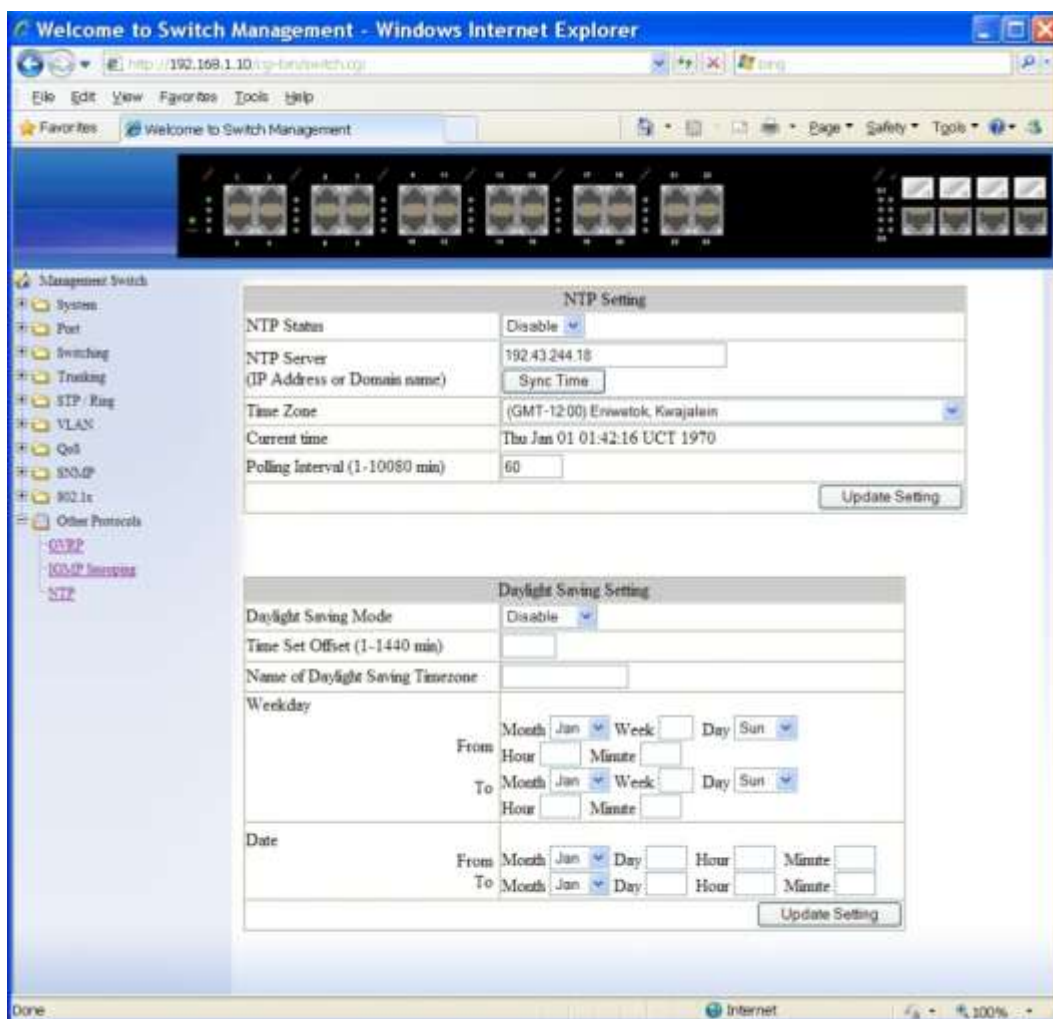 Welcome to Switch Management - Windows Internet Explorer
http://192.168.1.10/cgi-bin/switch.cgi
bing
File Edit View Favorites Tools Help
Favorites Welcome to Switch Management Page Safety Tools
Management Switch
System
Port
Switching
Trunking
STP / Ring
VLAN
QoS
SNMP
802.1x
Other Protocols
GVRP
IGMP Snooping
NTP
NTP Setting
NTP Status Disable
NTP Server
(IP Address or Domain name)
192.43.244.18
Sync Time
Time Zone (GMT-12:00) Eniwetok, Kwajalein
Current time Thu Jan 01 01:42:16 UCT 1970
Polling Interval (1-10080 min) 60
Update Setting
Daylight Saving Setting
Daylight Saving Mode Disable
Time Set Offset (1-1440 min)
Name of Daylight Saving Timezone
Weekday
From Month Jan Week Day Sun
Hour Minute
To Month Jan Week Day Sun
Hour Minute
Date
From Month Jan Day Hour Minute
To Month Jan Day Hour Minute
Update Setting
Done Internet 100%